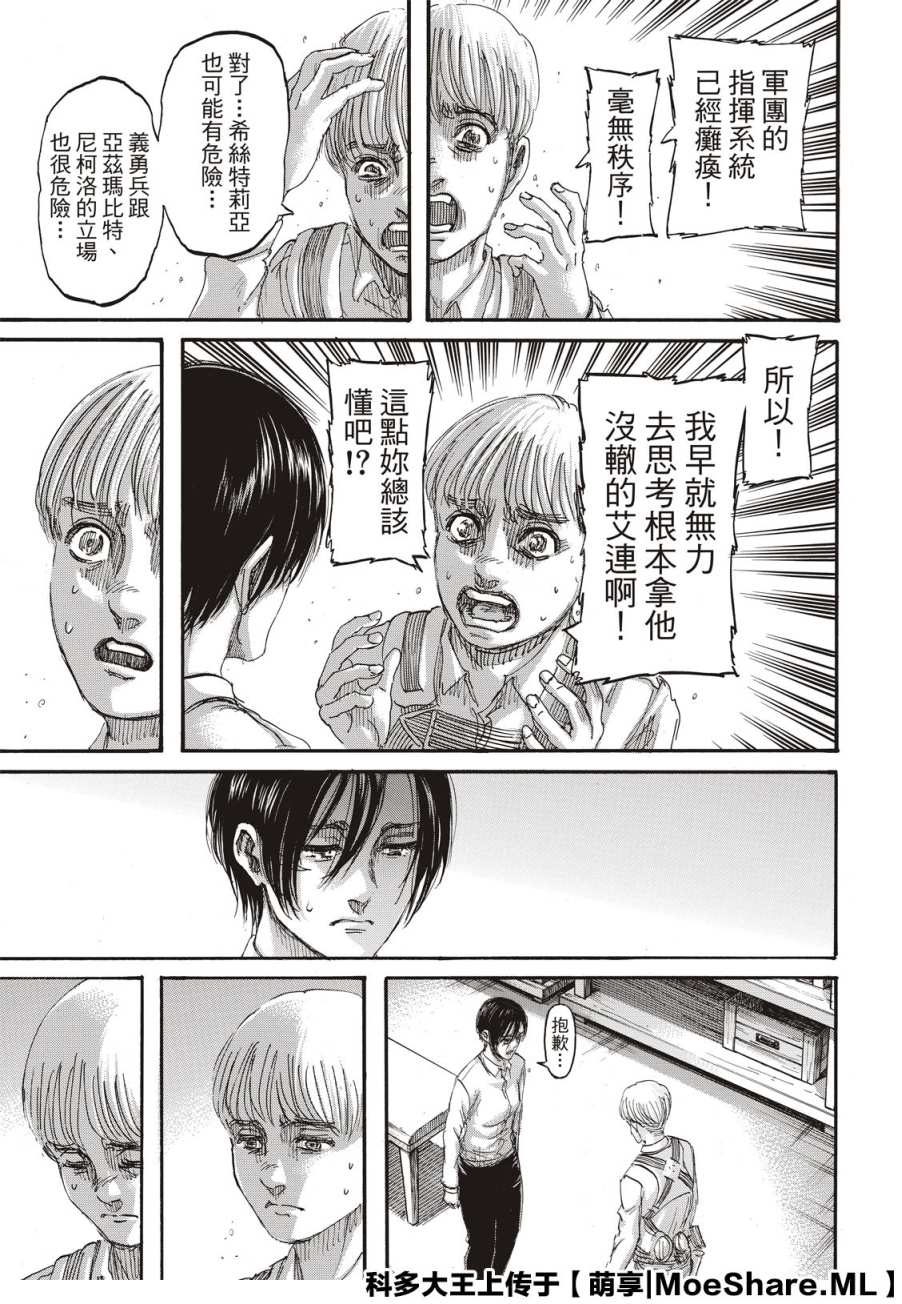 軍團的
指揮系統
已經癱瘓！
毫無秩序！
對了…希絲特莉亞
也可能有危險…
義勇兵跟
亞茲瑪比特、
尼柯洛的立場
也很危險…
所以！
我早就無力
去思考根本拿他
沒轍的艾連啊！
這點妳總該
懂吧!?
抱歉…
科多大王上传于【萌享|MoeShare.ML】